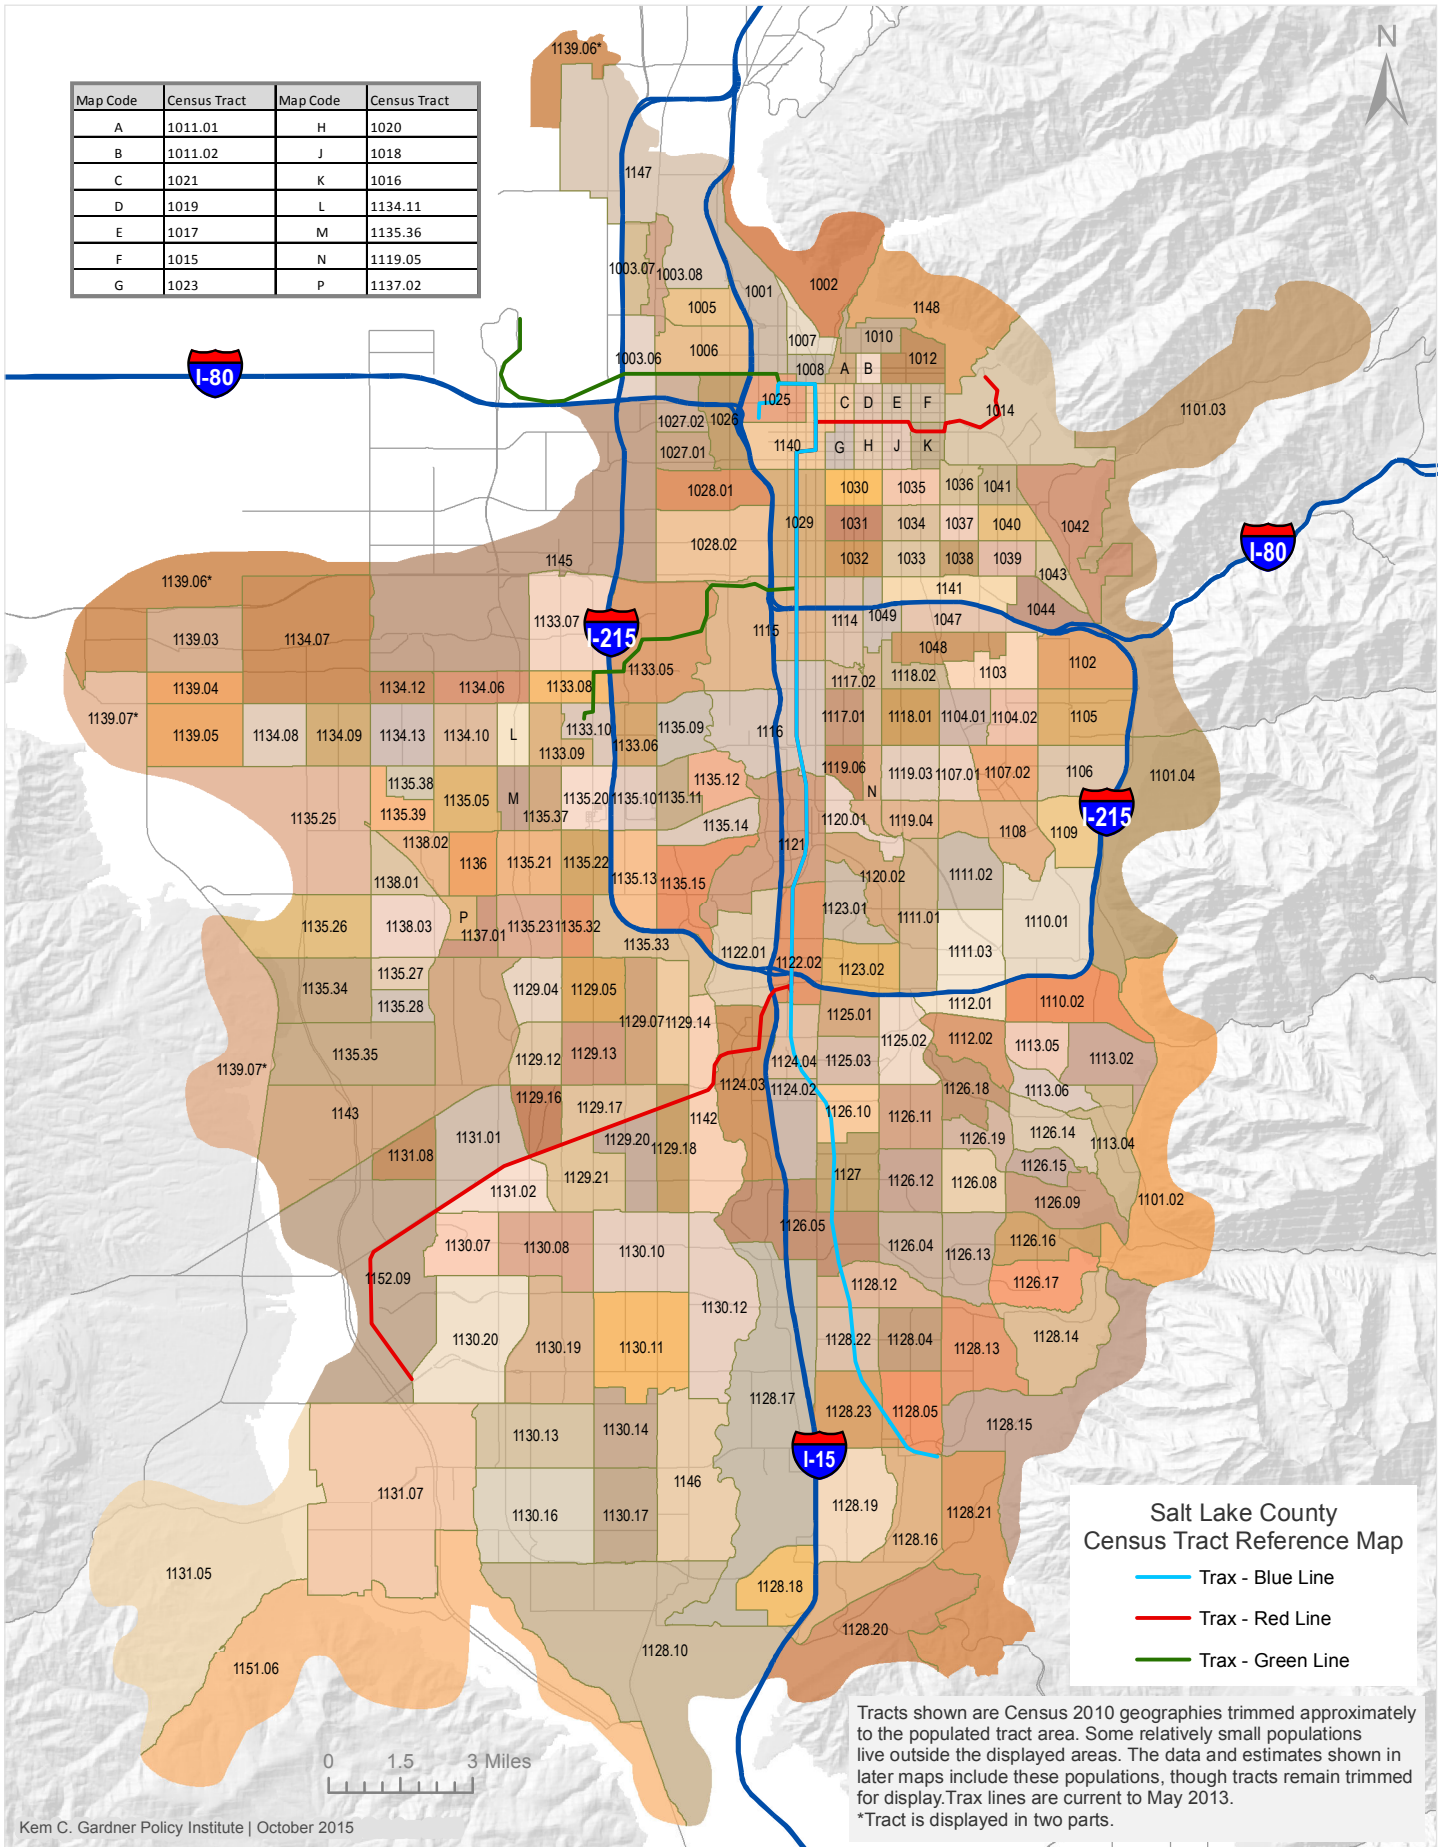 1139.06*
N
Map Code Census Tract Map Code Census Tract
A 1011.01 H 1020
B 1011.02 J 1018
C 1021 K 1016
D 1019 L 1134.11
E 1017 M 1135.36
F 1015 N 1119.05
G 1023 P 1137.02
1147
1003.07 1003.08 1001 1002
1005 1148
1007 1010
1003.06 1006 1012
I-80 1008 A B
1025 C D E F 1014 1101.03
1027.02 1026
1027.01 1140 G H J K
1028.01 1030 1035 1036 1041
1029 1031 1034 1037 1040 1042
1028.02 1032 1033 1038 1039 I-80
1145 1043
1139.06* 1141
1044
1133.07 I-215 1115 1114 1049 1047
1139.03 1134.07 1048
1133.05 1117.02 1118.02 1103 1102
1139.04 1134.12 1134.06 1133.08
1139.07* 1117.01 1118.01 1104.01 1104.02 1105
1139.05 1134.08 1134.09 1134.13 1134.10 L 1133.10 1135.09 1116
1133.09 1133.06
1135.38 1135.12 1119.06 1119.03 1107.01 1107.02 1106 1101.04
1135.05 M 1135.20 1135.10 1135.11 N
1135.25 1135.39 1135.37 1135.14 1120.01 1119.04 I-215
1138.02 1121 1108 1109
1136 1135.21 1135.22
1138.01 1135.13 1135.15 1120.02 1111.02
1123.01
P 1111.01 1110.01
1135.26 1138.03 1137.01 1135.23 1135.32
1135.33 1122.01 1111.03
1122.02 1123.02
1135.27
1135.34 1129.04 1129.05
1135.28 1112.01 1110.02
1129.07 1129.14 1125.01
1135.35 1125.02 1112.02 1113.05 1113.02
1139.07* 1129.12 1129.13 1124.04 1125.03
1124.03 1124.02 1126.18 1113.06
1143 1129.16 1129.17 1142 1126.10 1126.11
1131.01 1129.20 1126.19 1126.14 1113.04
1131.08 1129.18 1126.15
1129.21 1127 1126.12 1126.08
1131.02 1126.09 1101.02
1126.05
1130.07 1130.08 1130.10 1126.04 1126.13 1126.16
1152.09 1128.12 1126.17
1130.12
1130.20 1130.19 1130.11 1128.22 1128.04 1128.13 1128.14
1128.17
1128.23 1128.05 1128.15
1130.13 1130.14
I-15
1131.07 1146
1130.16 1130.17 1128.19 1128.21
1128.16
1131.05 1128.18
1128.20
1128.10
1151.06
Salt Lake County
Census Tract Reference Map
Trax - Blue Line
Trax - Red Line
Trax - Green Line
Tracts shown are Census 2010 geographies trimmed approximately
to the populated tract area. Some relatively small populations
live outside the displayed areas. The data and estimates shown in
later maps include these populations, though tracts remain trimmed
for display.Trax lines are current to May 2013.
*Tract is displayed in two parts.
0 1.5 3 Miles
Kem C. Gardner Policy Institute | October 2015